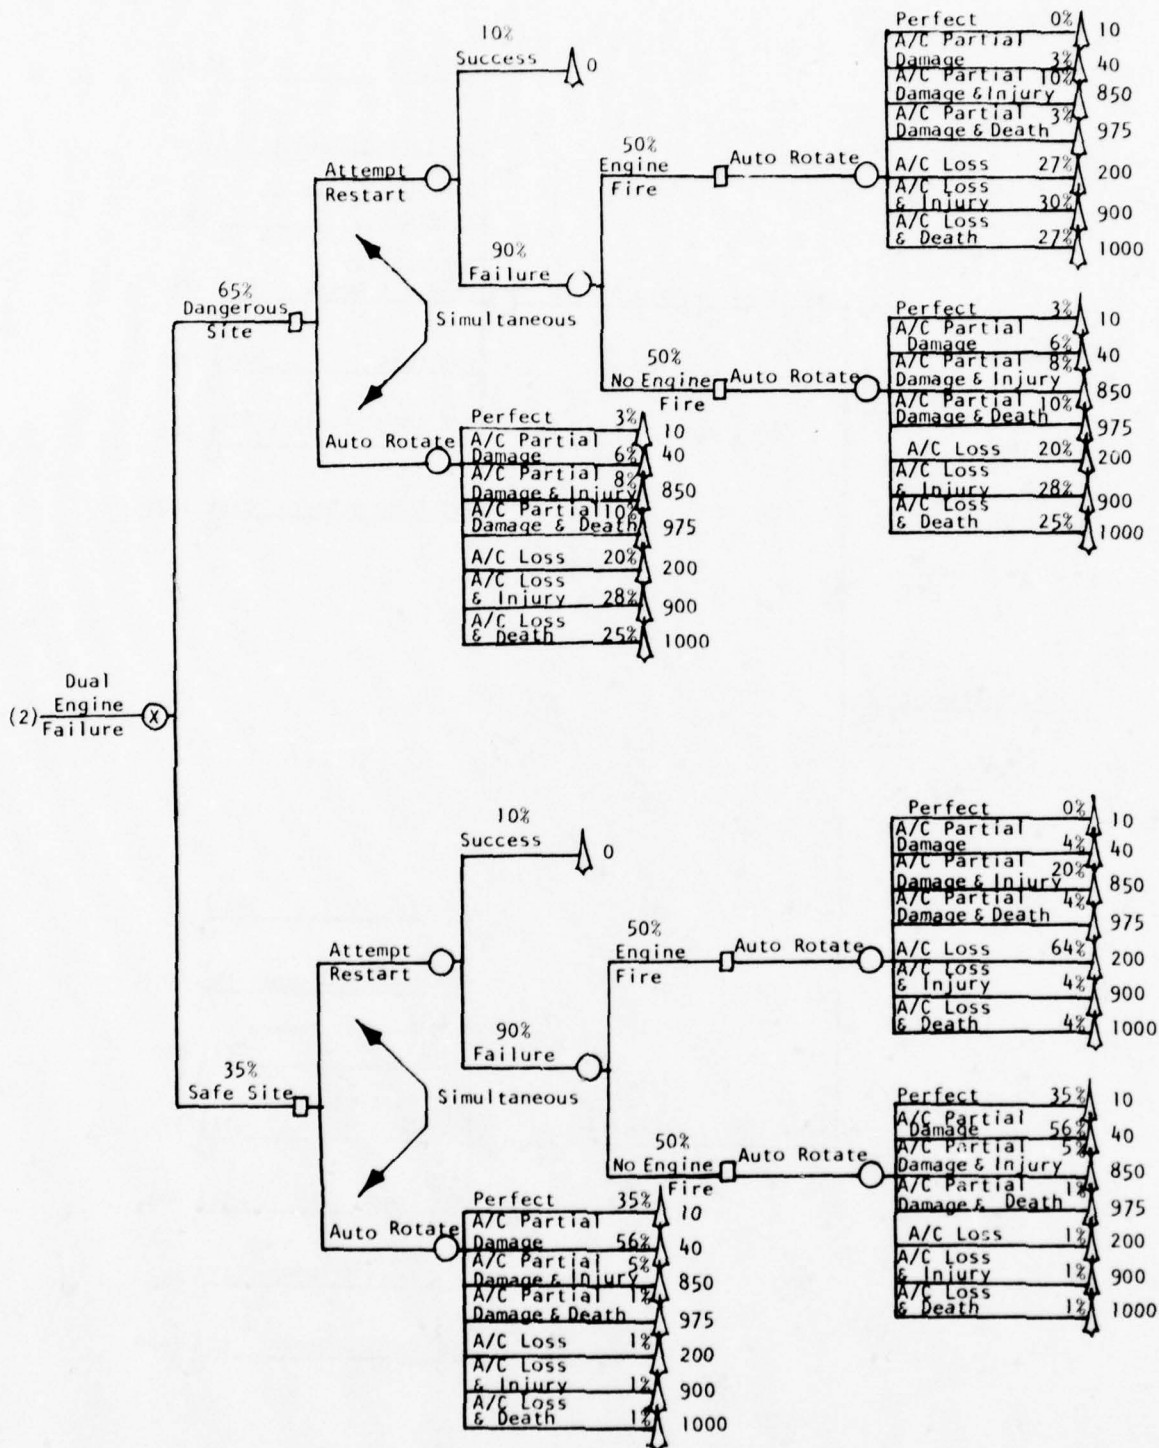 10%
Success
0
Attempt
Restart
90%
Failure
50%
Engine
Fire
Auto Rotate
Perfect 0% 10
A/C Partial
Damage 3% 40
A/C Partial 10%
Damage & Injury 850
A/C Partial 3%
Damage & Death 975
A/C Loss 27% 200
A/C Loss
& Injury 30% 900
A/C Loss
& Death 27% 1000
65%
Dangerous
Site
Simultaneous
50%
No Engine
Fire
Auto Rotate
Perfect 3% 10
A/C Partial
Damage 6% 40
A/C Partial 8%
Damage & Injury 850
A/C Partial 10%
Damage & Death 975
A/C Loss 20% 200
A/C Loss
& Injury 28% 900
A/C Loss
& Death 25% 1000
Auto Rotate
Perfect 3% 10
A/C Partial
Damage 6% 40
A/C Partial 8%
Damage & Injury 850
A/C Partial 10%
Damage & Death 975
A/C Loss 20% 200
A/C Loss
& Injury 28% 900
A/C Loss
& Death 25% 1000
Dual
Engine
(2) Failure X
10%
Success
0
Attempt
Restart
90%
Failure
50%
Engine
Fire
Auto Rotate
Perfect 0% 10
A/C Partial
Damage 4% 40
A/C Partial 20%
Damage & Injury 850
A/C Partial 4%
Damage & Death 975
A/C Loss 64% 200
A/C Loss
& Injury 4% 900
A/C Loss
& Death 4% 1000
35%
Safe Site
Simultaneous
50%
No Engine
Fire
Auto Rotate
Perfect 35% 10
A/C Partial
Damage 56% 40
A/C Partial 5%
Damage & Injury 850
A/C Partial 1%
Damage & Death 975
A/C Loss 1% 200
A/C Loss
& Injury 1% 900
A/C Loss
& Death 1% 1000
Auto Rotate
Perfect 35% 10
A/C Partial
Damage 56% 40
A/C Partial 5%
Damage & Injury 850
A/C Partial 1%
Damage & Death 975
A/C Loss 1% 200
A/C Loss
& Injury 1% 900
A/C Loss
& Death 1% 1000